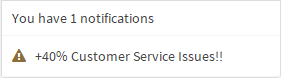 You have 1 notifications
+40% Customer Service Issues!!